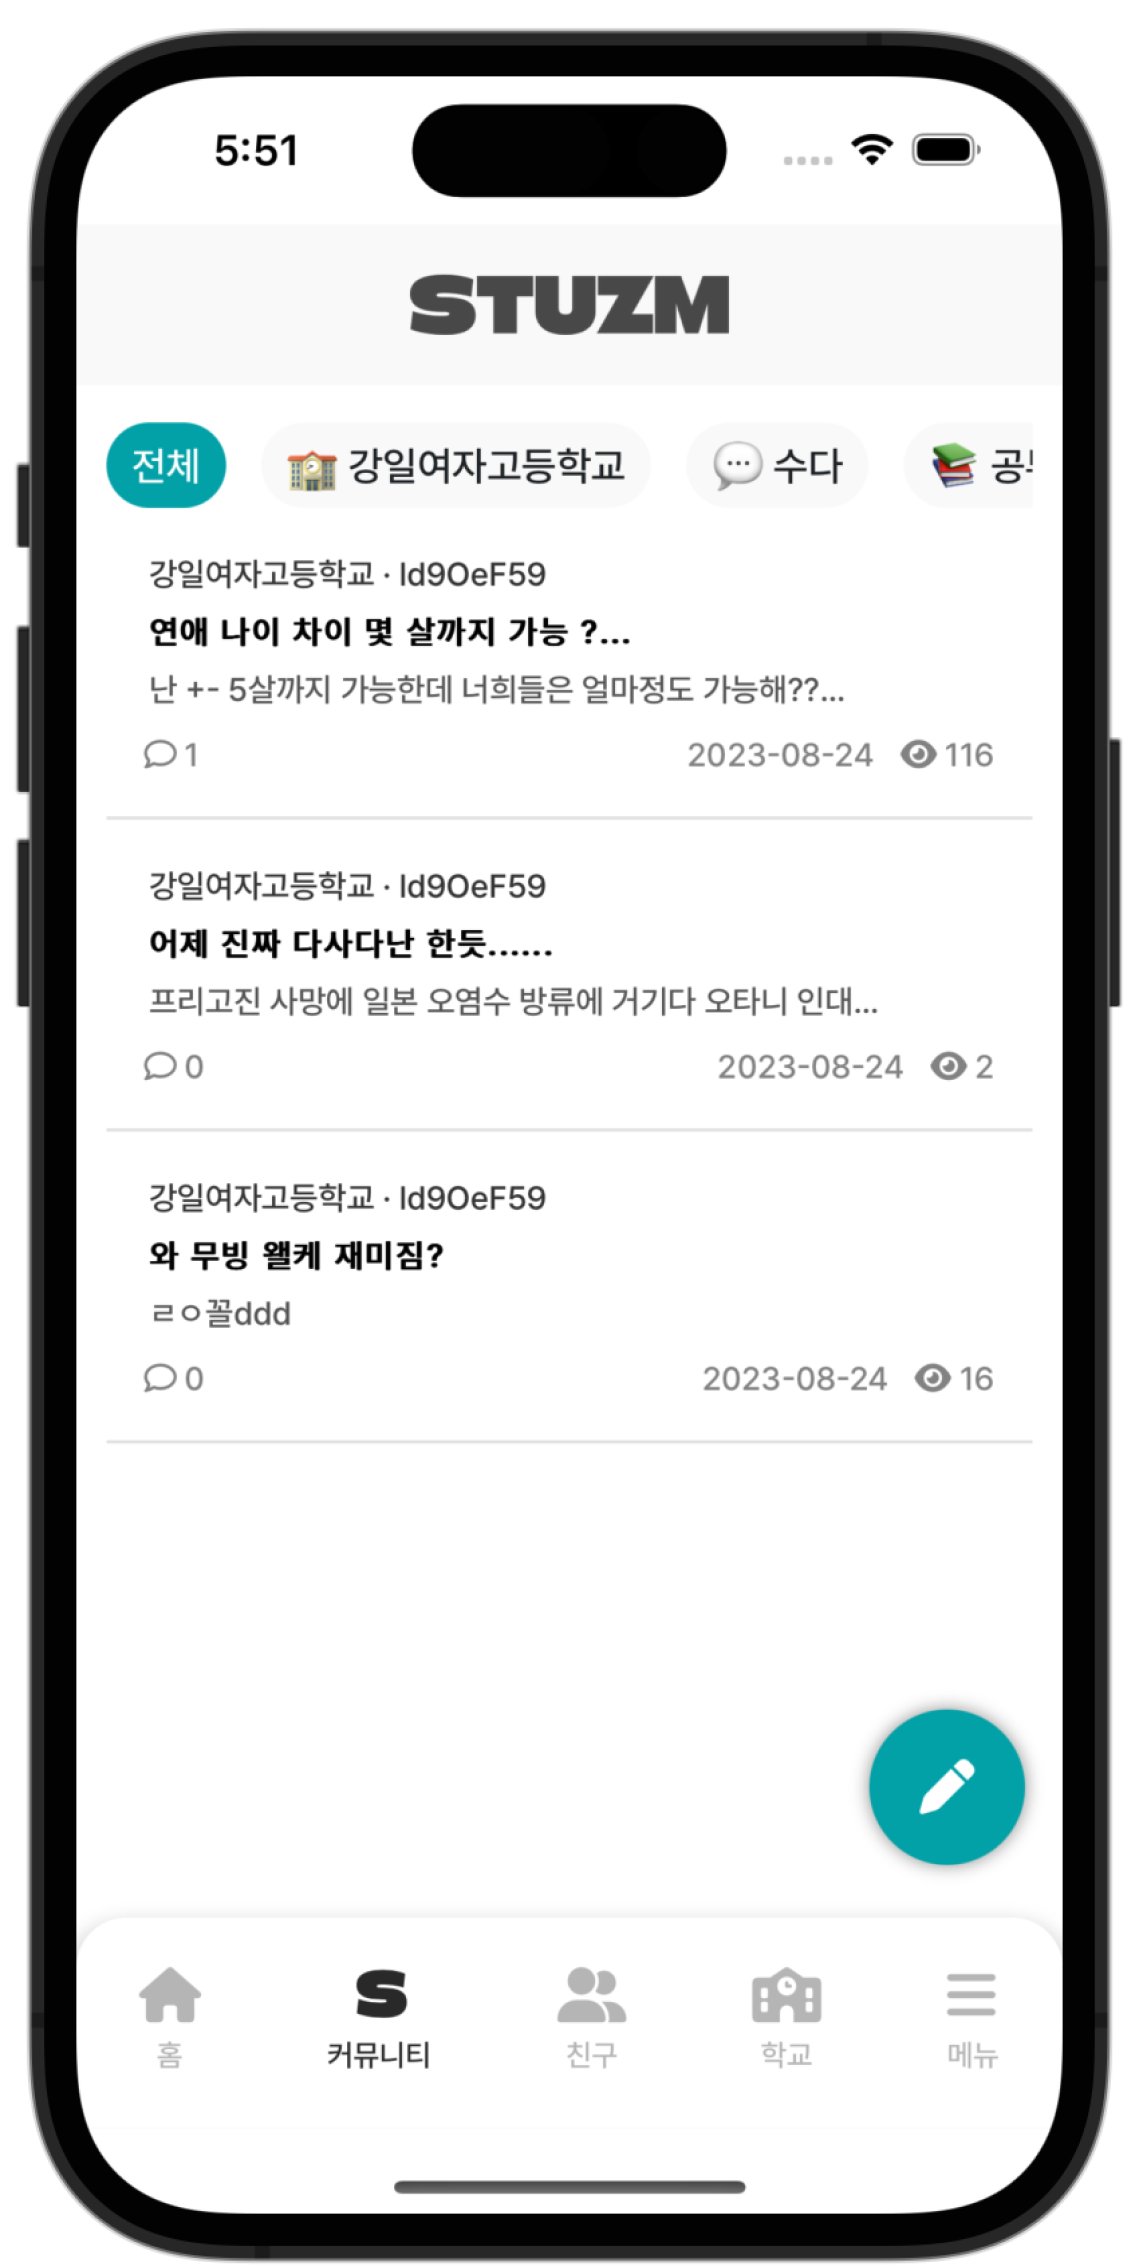 5:51
STUZM
전체 강일여자고등학교 수다
강일여자고등학교 · Id9OeF59
연애 나이 차이 몇 살까지 가능 ?...
난 +- 5살까지 가능한데 너희들은 얼마정도 가능해??...
1 2023-08-24 116
강일여자고등학교 · Id9OeF59
어제 진짜 다사다난 한듯......
프리고진 사망에 일본 오염수 방류에 거기다 오타니 인대...
0 2023-08-24 2
강일여자고등학교 · Id9OeF59
와 무빙 왤케 재미짐?
ㄹㅇ꼴ddd
0 2023-08-24 16
S
홈 커뮤니티 친구 학교 메뉴